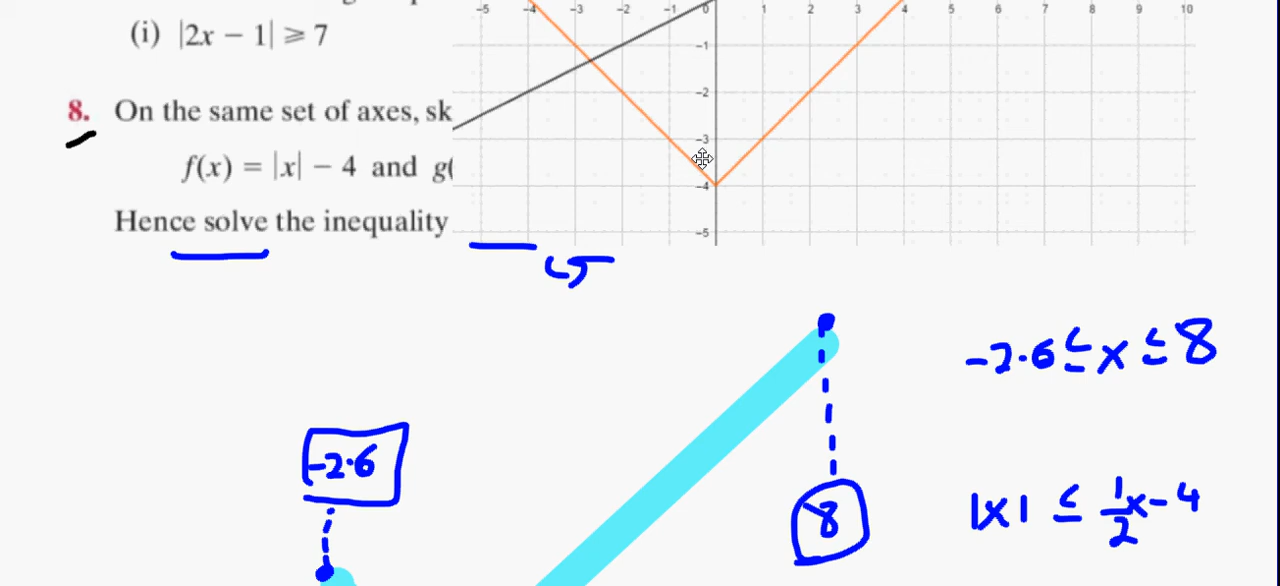 (i) |2x − 1| ⩾ 7
8. On the same set of axes, sk
f(x) = |x| − 4 and g(
Hence solve the inequality
-5 -4 -3 -2 -1 0 1 2 3 4 5 6 7 8 9 10
-1
-2
-3
-4
-5
-2.6 ≤ x ≤ 8
-2.6
8
|x| ≤ 1/2 x - 4